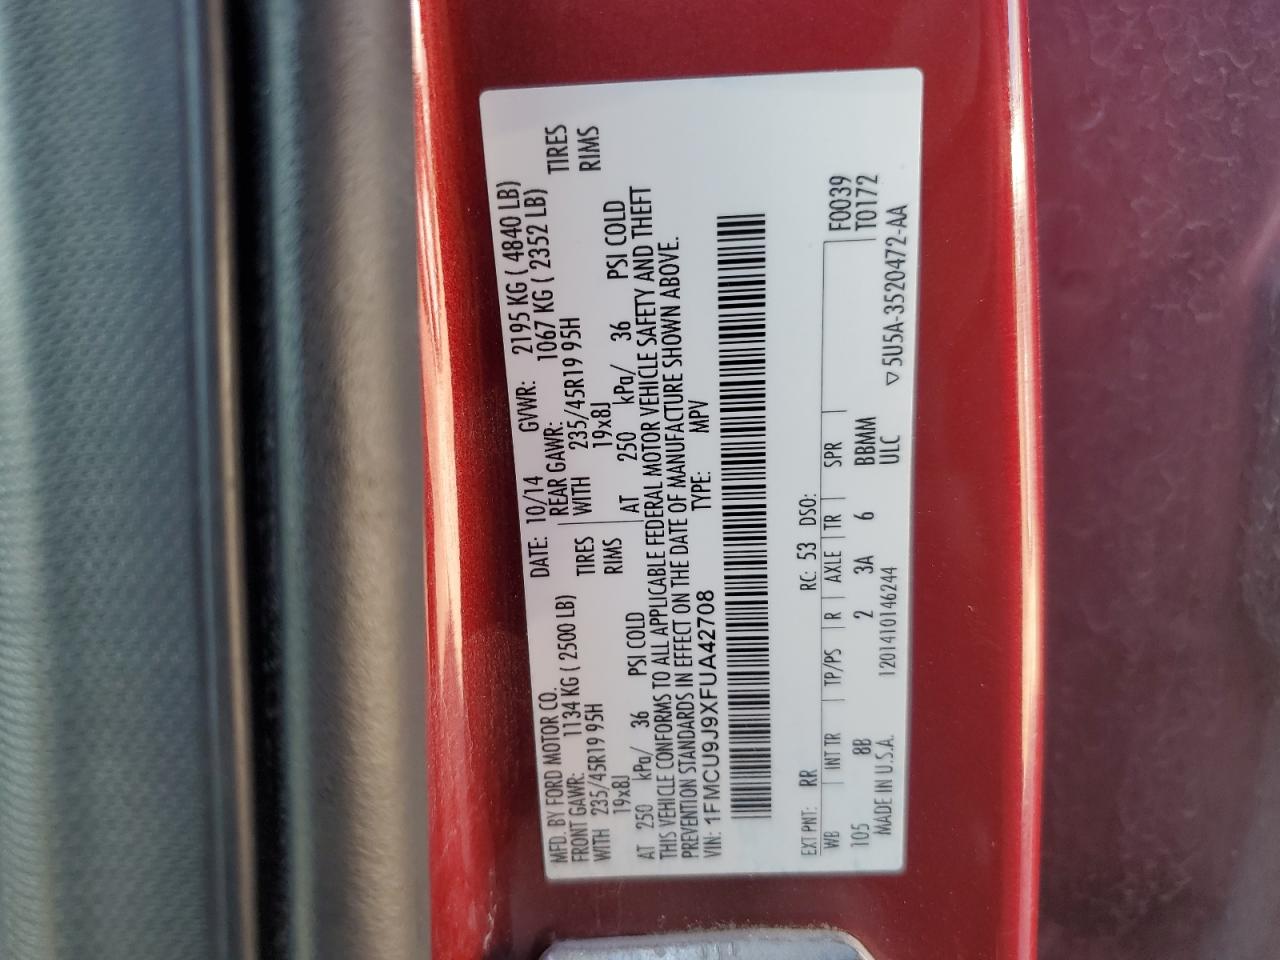 MFD. BY FORD MOTOR CO.
DATE: 10/14 GVWR: 2195 KG ( 4840 LB)
FRONT GAWR: 1134 KG ( 2500 LB) REAR GAWR: 1067 KG ( 2352 LB)
WITH 235/45R19 95H TIRES WITH 235/45R19 95H TIRES
19x8J RIMS 19x8J RIMS
AT 250 kPa/ 36 PSI COLD AT 250 kPa/ 36 PSI COLD
THIS VEHICLE CONFORMS TO ALL APPLICABLE FEDERAL MOTOR VEHICLE SAFETY AND THEFT
PREVENTION STANDARDS IN EFFECT ON THE DATE OF MANUFACTURE SHOWN ABOVE.
VIN: 1FMCU9J9XFUA42708 TYPE: MPV
EXT PNT: RR RC: 53 DSO:
WB INT TR TP/PS R AXLE TR SPR F0039
105 8B 2 3A 6 BBMM T0172
MADE IN U.S.A. 120141014 6244 ULC ▽5U5A-3520472-AA